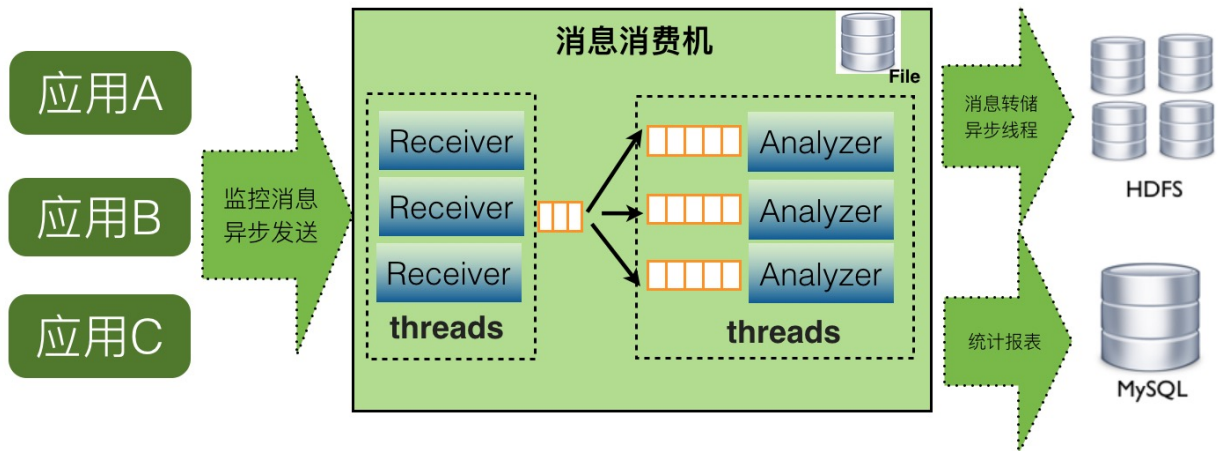 应用A
应用B
应用C
监控消息
异步发送
消息消费机
File
Receiver
Receiver
Receiver
threads
Analyzer
Analyzer
Analyzer
threads
消息转储
异步线程
HDFS
统计报表
MySQL